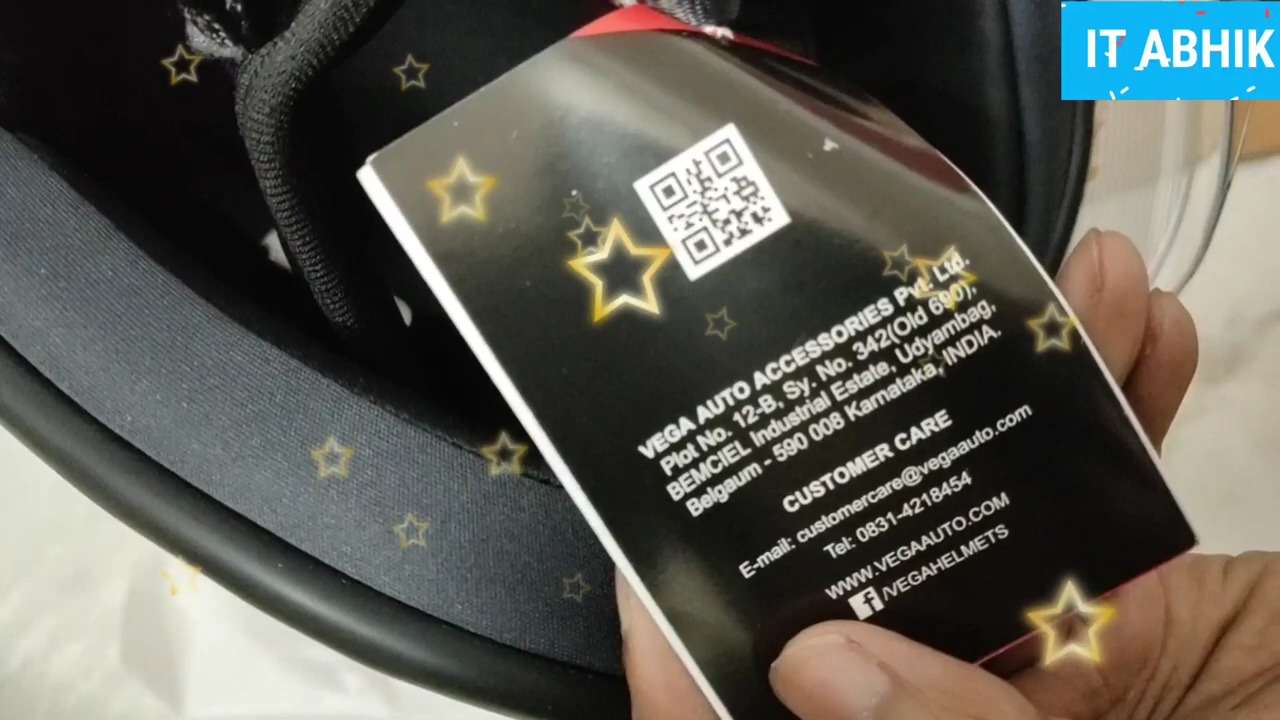 IT ABHIK
VEGA AUTO ACCESSORIES Pvt. Ltd.
Plot No. 12-B, Sy. No. 342(Old 690),
BEMCIEL Industrial Estate, Udyambag,
Belgaum - 590 008 Karnataka, INDIA.
CUSTOMER CARE
E-mail: customercare@vegaauto.com
Tel: 0831-4218454
WWW.VEGAAUTO.COM
f /VEGAHELMETS